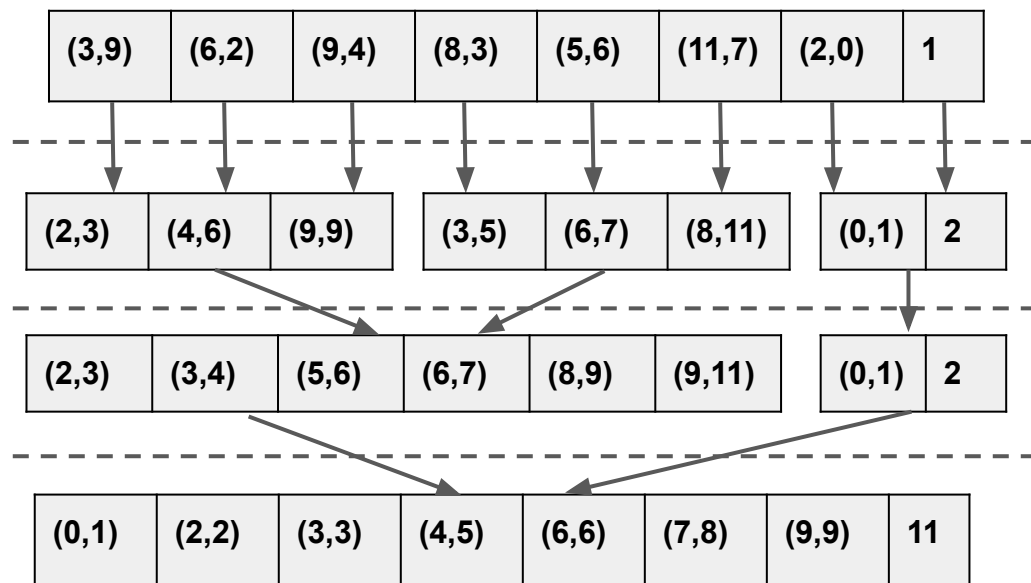 (3,9) (6,2) (9,4) (8,3) (5,6) (11,7) (2,0) 1
(2,3) (4,6) (9,9) (3,5) (6,7) (8,11) (0,1) 2
(2,3) (3,4) (5,6) (6,7) (8,9) (9,11) (0,1) 2
(0,1) (2,2) (3,3) (4,5) (6,6) (7,8) (9,9) 11